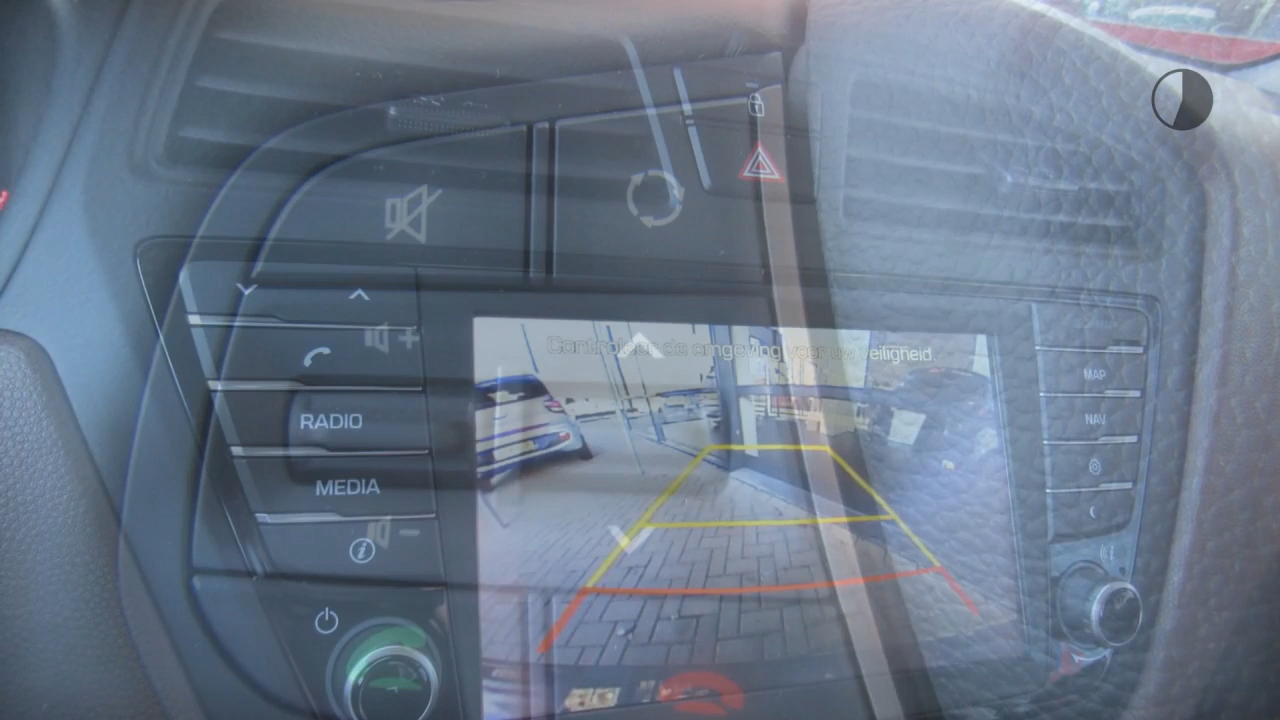 Controleer de omgeving voor uw veiligheid.
RADIO
MEDIA
MAP
NAV